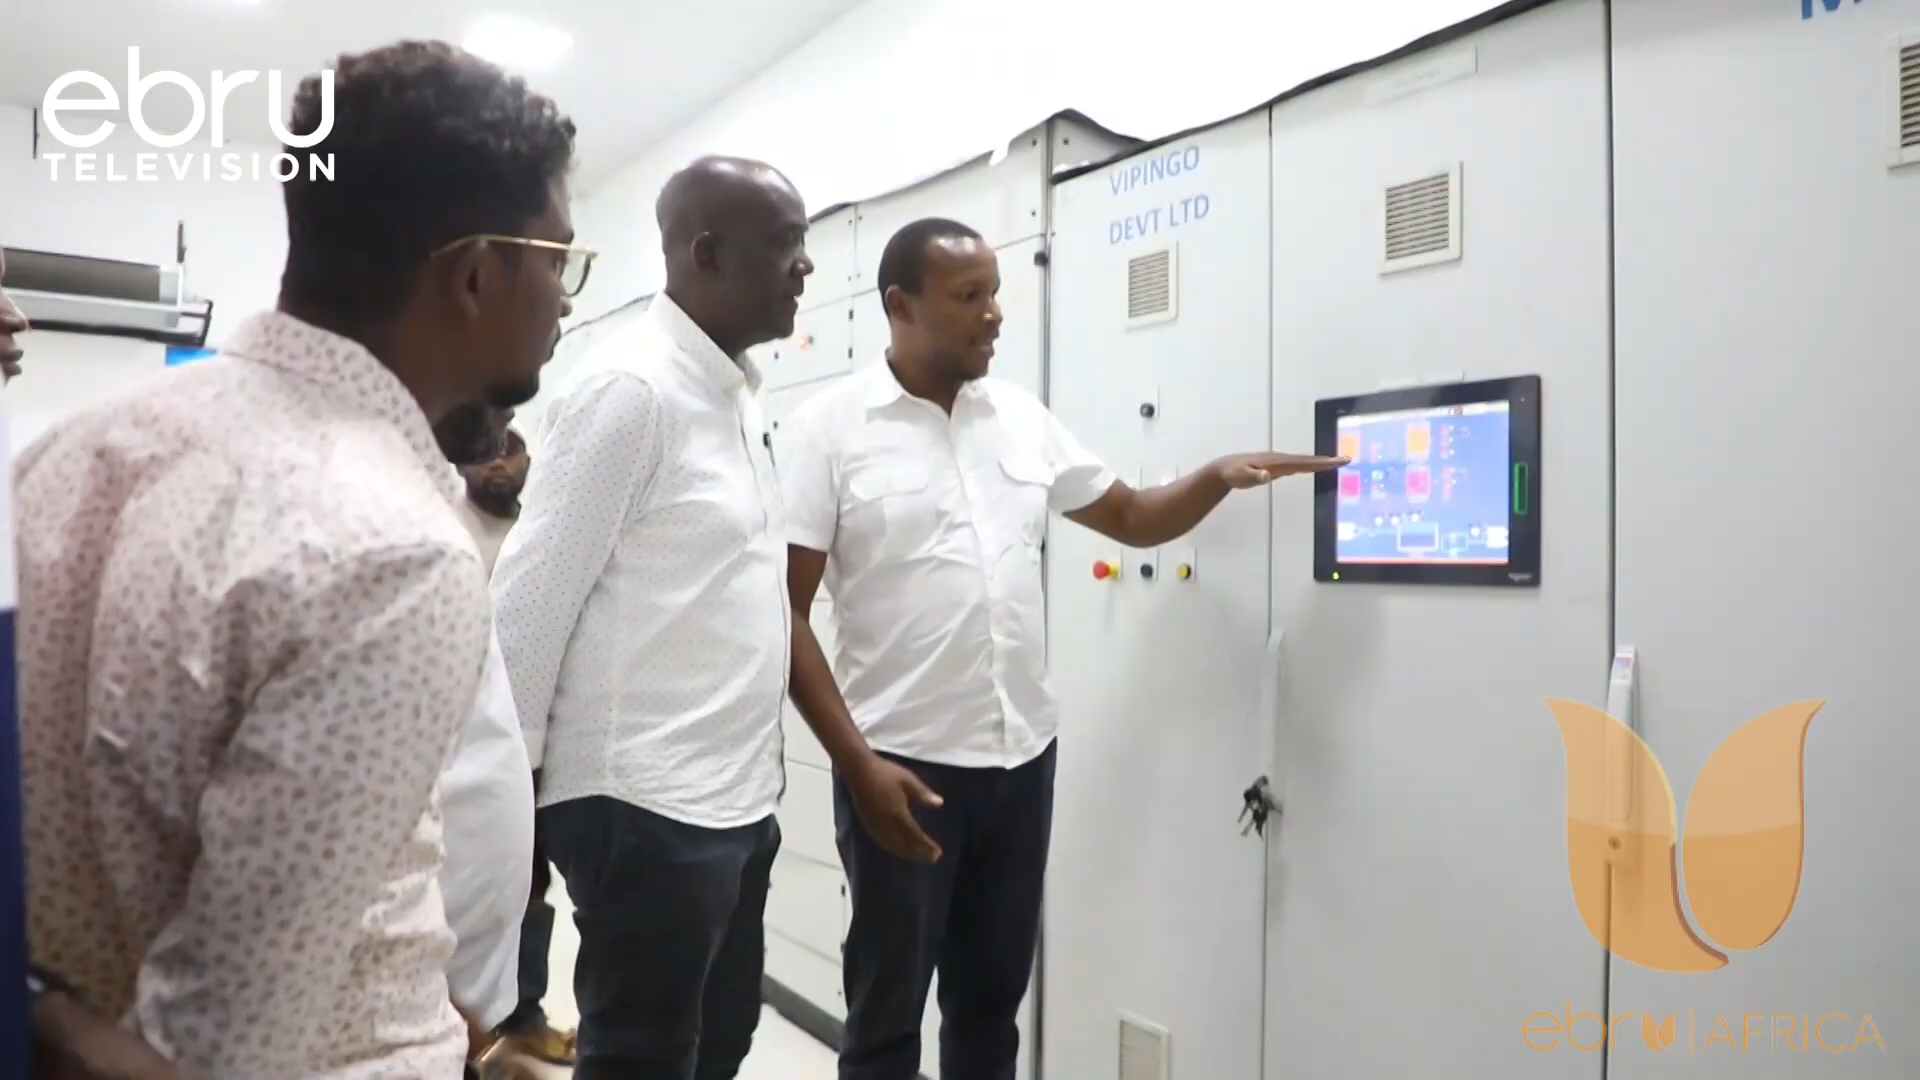 ebru
TELEVISION
VIPINGO
DEVT LTD
ebru | AFRICA